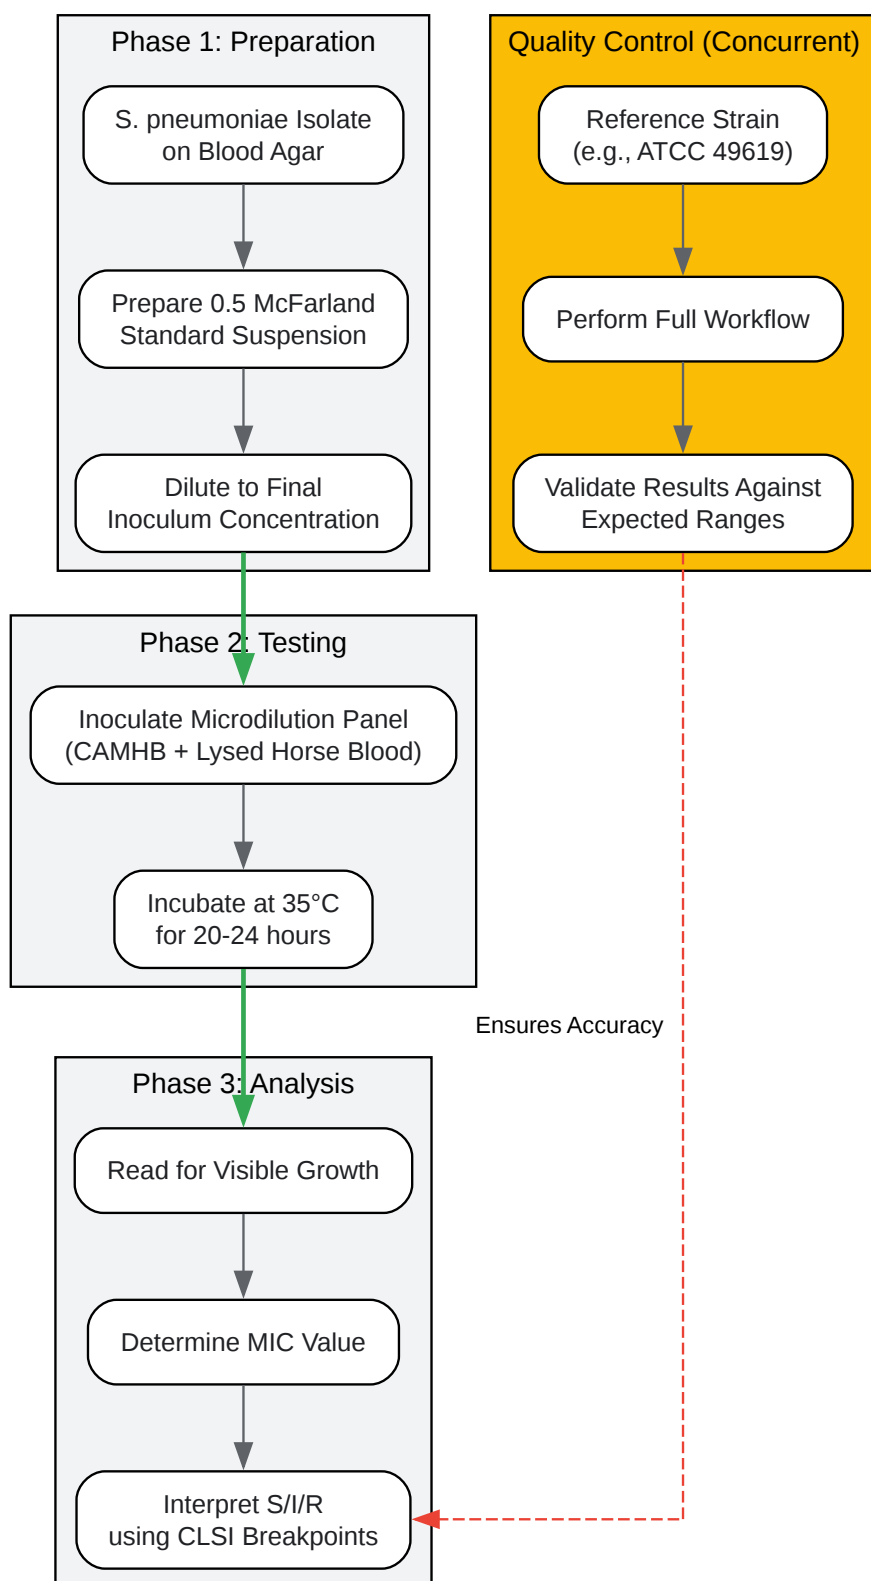 Phase 1: Preparation
S. pneumoniae Isolate
on Blood Agar
Prepare 0.5 McFarland
Standard Suspension
Dilute to Final
Inoculum Concentration
Quality Control (Concurrent)
Reference Strain
(e.g., ATCC 49619)
Perform Full Workflow
Validate Results Against
Expected Ranges
Phase 2: Testing
Inoculate Microdilution Panel
(CAMHB + Lysed Horse Blood)
Incubate at 35°C
for 20-24 hours
Ensures Accuracy
Phase 3: Analysis
Read for Visible Growth
Determine MIC Value
Interpret S/I/R
using CLSI Breakpoints